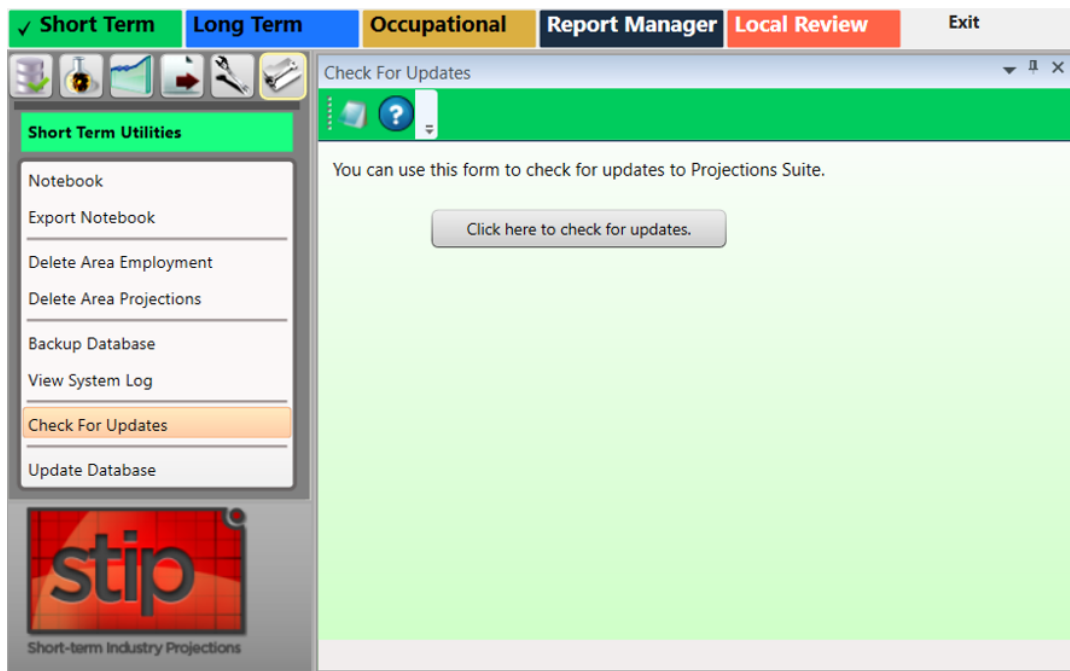 ✓ Short Term Long Term Occupational Report Manager Local Review Exit
Check For Updates
?
Short Term Utilities
Notebook
Export Notebook
Delete Area Employment
Delete Area Projections
Backup Database
View System Log
Check For Updates
Update Database
stip
Short-term Industry Projections
You can use this form to check for updates to Projections Suite.
Click here to check for updates.